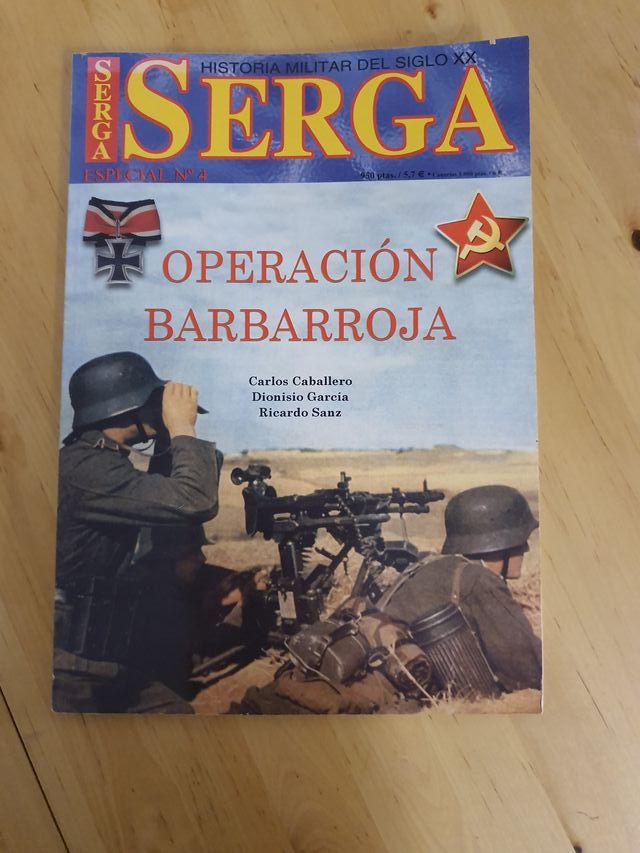 HISTORIA MILITAR DEL SIGLO XX
SERGA
SERGA
ESPECIAL Nº 4
950 ptas. / 5,7 € • Canarias
OPERACIÓN
BARBARROJA
Carlos Caballero
Dionisio García
Ricardo Sanz